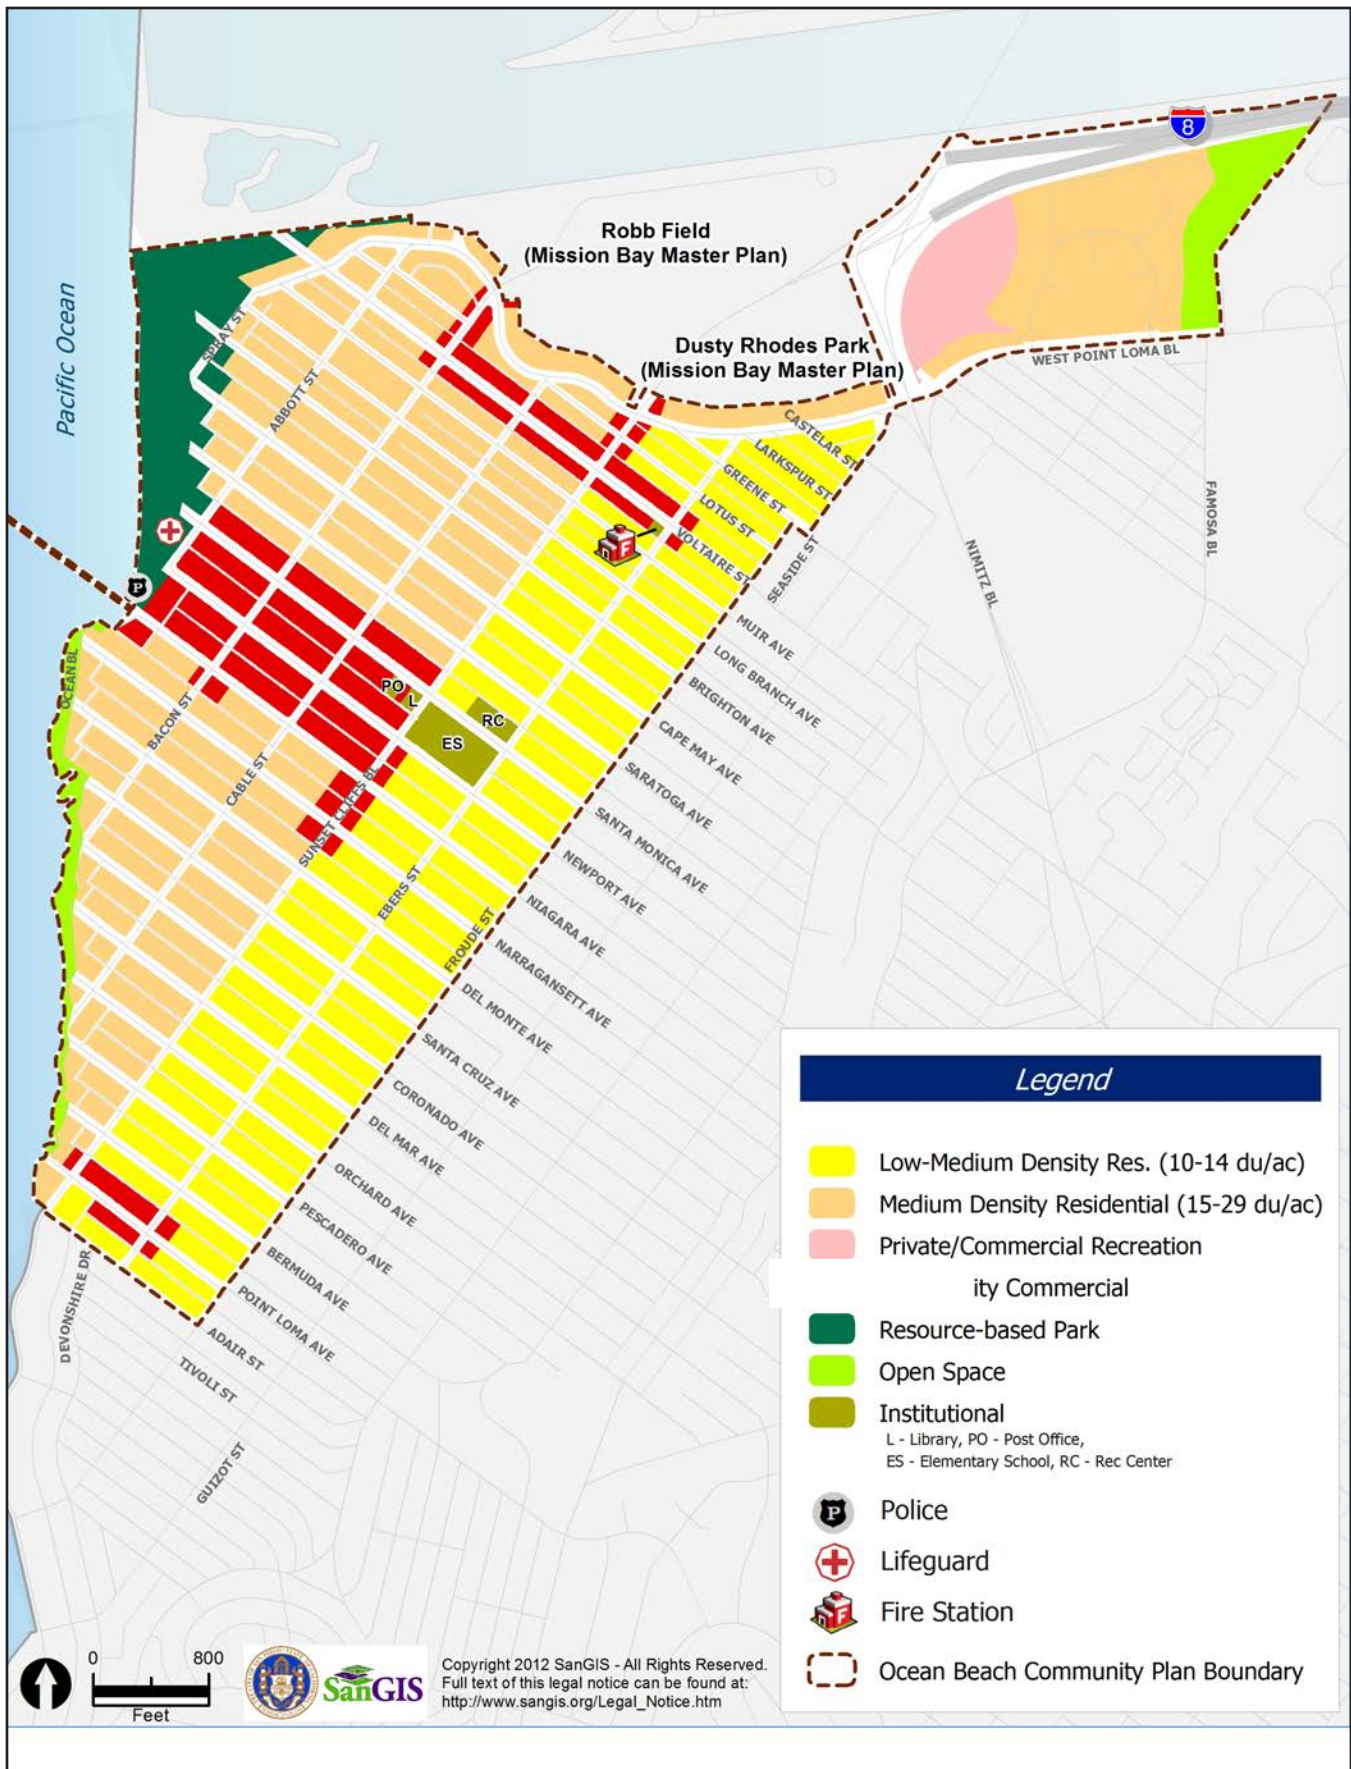 8
Robb Field
(Mission Bay Master Plan)
Pacific Ocean
Dusty Rhodes Park
(Mission Bay Master Plan)
WEST POINT LOMA BL
SPRAY ST
ABBOTT ST
CASTELAR ST
LARKSPUR ST
GREENE ST
LOTUS ST
VOLTAIRE ST
SEASIDE ST
FAMOSA BL
NIMITZ BL
F
P
MUIR AVE
LONG BRANCH AVE
BRIGHTON AVE
CAPE MAY AVE
SARATOGA AVE
SANTA MONICA AVE
NEWPORT AVE
NIAGARA AVE
NARRAGANSETT AVE
DEL MONTE AVE
SANTA CRUZ AVE
CORONADO AVE
DEL MAR AVE
ORCHARD AVE
PESCADERO AVE
BERMUDA AVE
POINT LOMA AVE
ADAIR ST
TIVOLI ST
GUIZOT ST
DEVONSHIRE DR
OCEAN BL
BACON ST
CABLE ST
SUNSET CLIFFS BL
EBERS ST
FROUDE ST
PO
L
RC
ES
Legend
Low-Medium Density Res. (10-14 du/ac)
Medium Density Residential (15-29 du/ac)
Private/Commercial Recreation
ity Commercial
Resource-based Park
Open Space
Institutional
L - Library, PO - Post Office,
ES - Elementary School, RC - Rec Center
P
Police
Lifeguard
F
Fire Station
Ocean Beach Community Plan Boundary
0 800
Feet
SanGIS
Copyright 2012 SanGIS - All Rights Reserved.
Full text of this legal notice can be found at:
http://www.sangis.org/Legal_Notice.htm